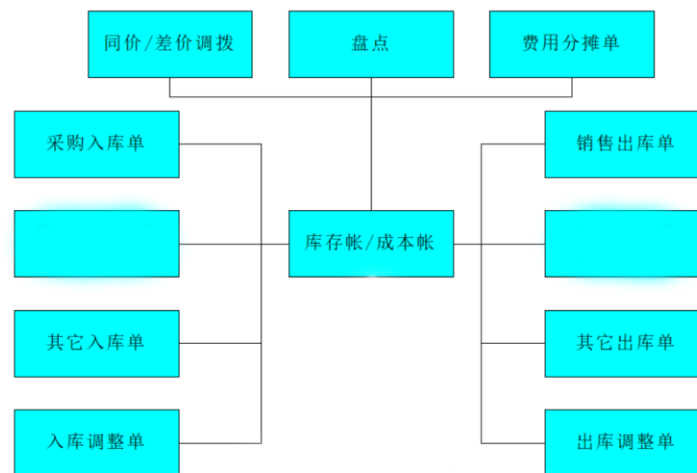 同价/差价调拨
盘点
费用分摊单
采购入库单
销售出库单
库存帐/成本帐
其它入库单
其它出库单
入库调整单
出库调整单